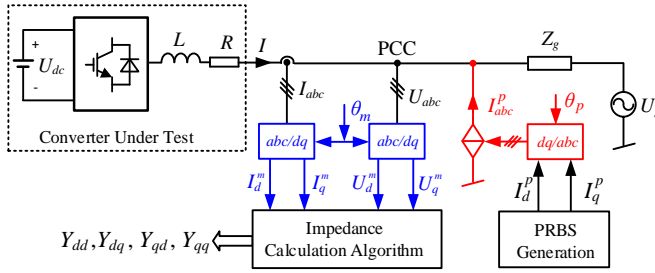 L R I PCC Z_g
+ U_dc -
I_abc U_abc I^p_abc θ_p U
θ_m
Converter Under Test
abc/dq abc/dq dq/abc
I^m_d I^m_q U^m_d U^m_q I^p_d I^p_q
Y_dd, Y_dq, Y_qd, Y_qq
Impedance
Calculation Algorithm
PRBS
Generation